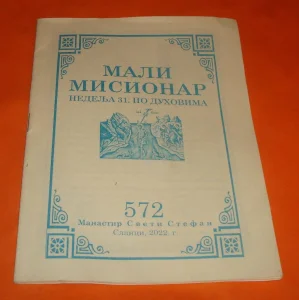 МАЛИ
МИСИОНАР
НЕДЕЉА 31. ПО ДУХОВИМА
572
Манастир Свети Стефан
Сланци, 2022. г.